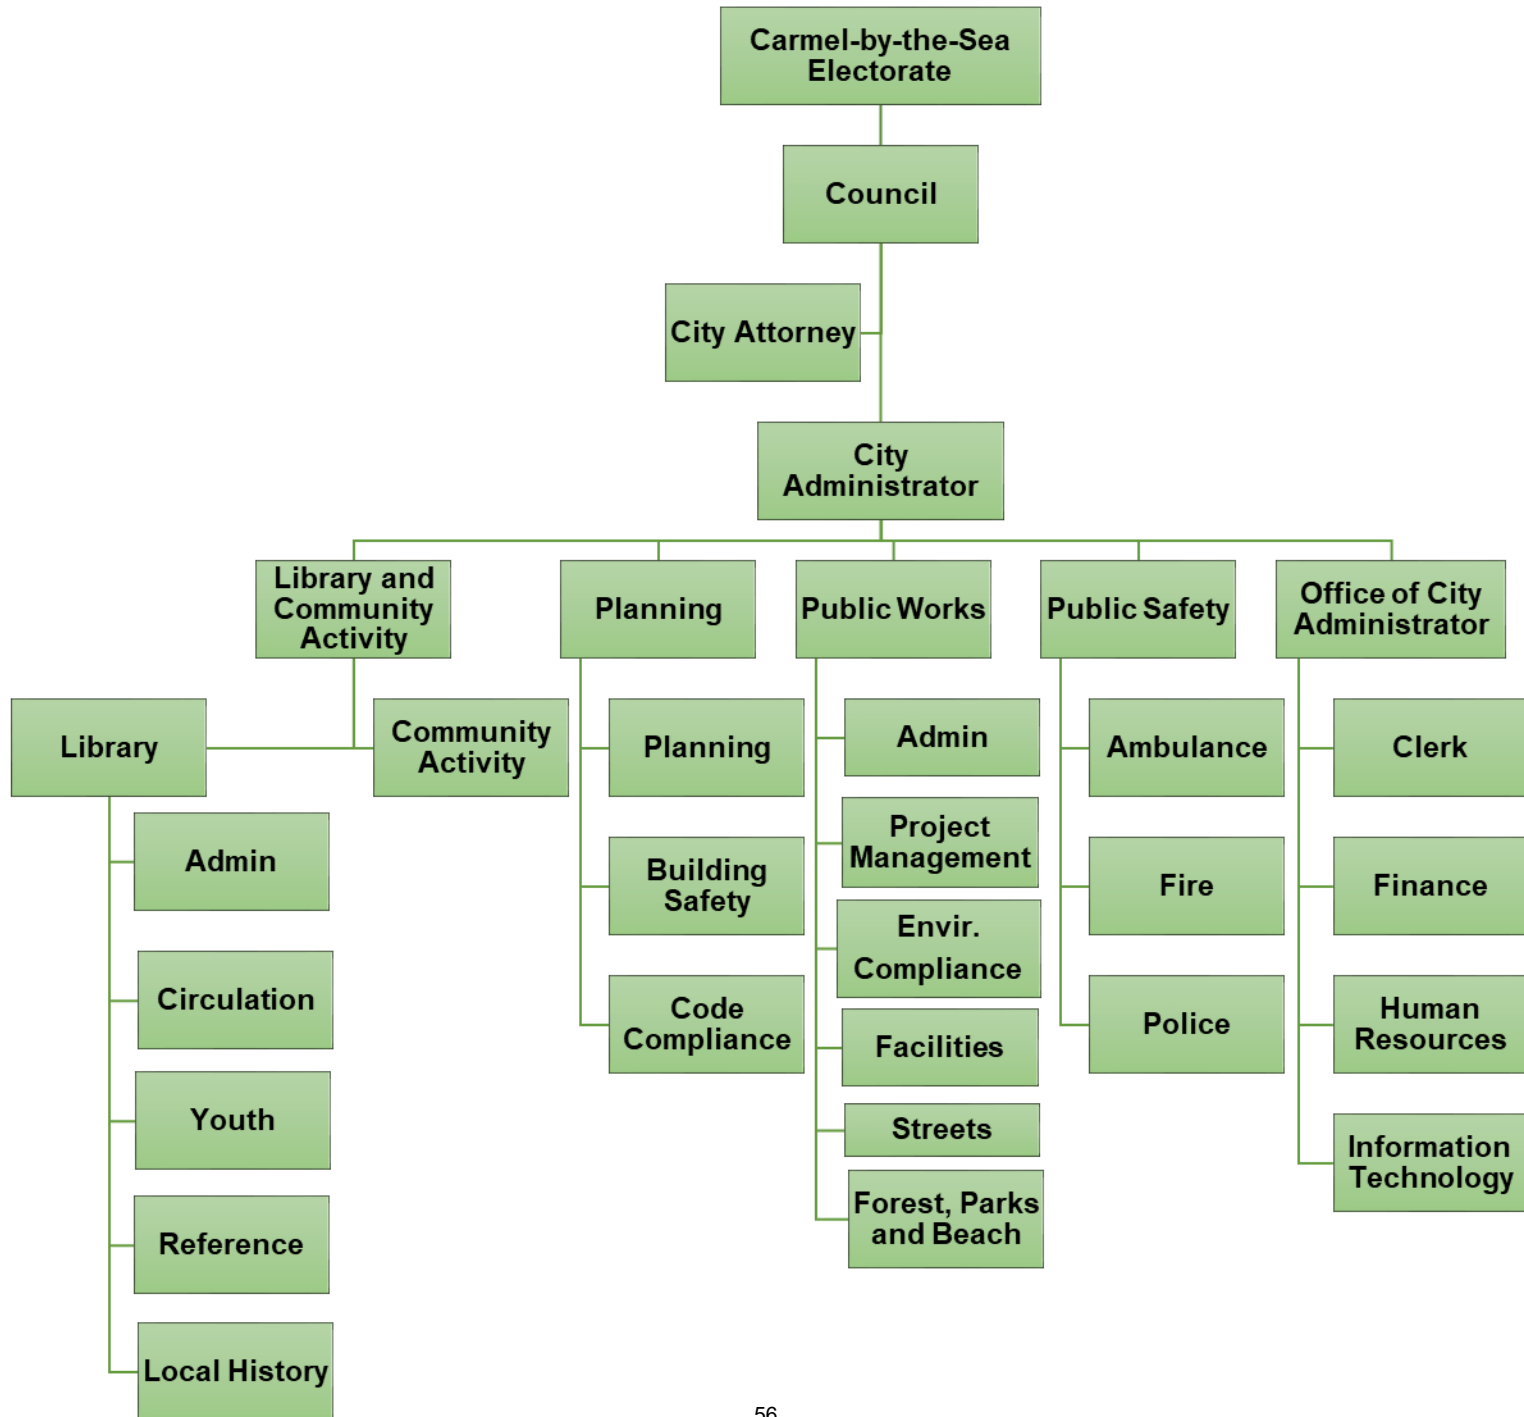 Carmel-by-the-Sea
Electorate
Council
City Attorney
City
Administrator
Library and
Community
Activity
Planning
Public Works
Public Safety
Office of City
Administrator
Library
Community
Activity
Admin
Circulation
Youth
Reference
Local History
Planning
Building
Safety
Code
Compliance
Admin
Project
Management
Envir.
Compliance
Facilities
Streets
Forest, Parks
and Beach
Ambulance
Fire
Police
Clerk
Finance
Human
Resources
Information
Technology
56